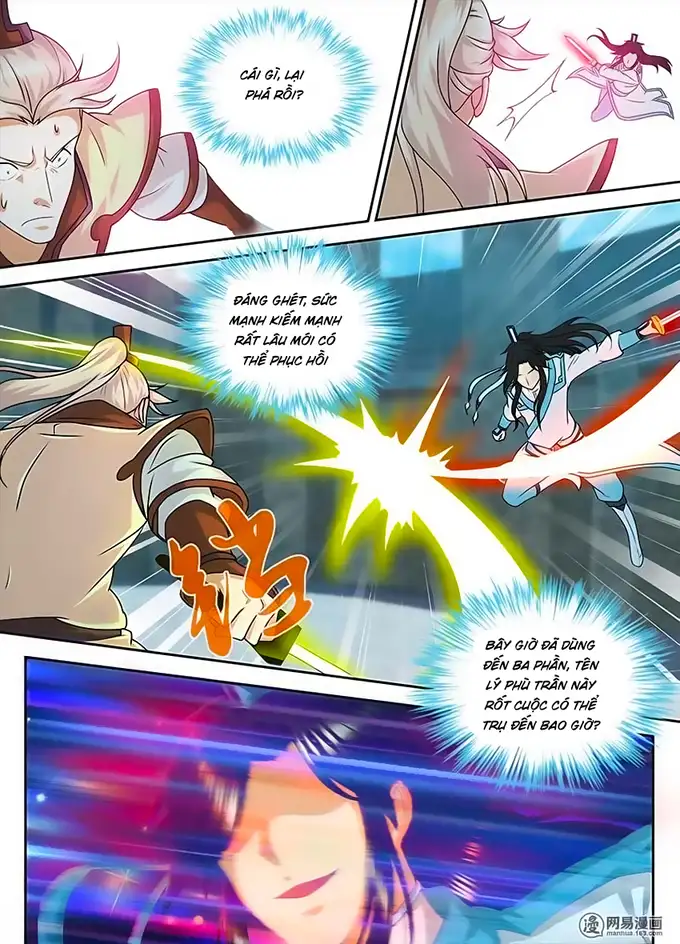 CÁI GÌ, LẠI
PHÁ RỒI?
ĐÁNG GHÉT, SỨC
MẠNH KIẾM MẠNH
RẤT LÂU MỚI CÓ
THỂ PHỤC HỒI
BÂY GIỜ ĐÃ DÙNG
ĐẾN BA PHẦN, TÊN
LÝ PHÙ TRẦN NÀY
RỐT CUỘC CÓ THỂ
TRỤ ĐẾN BAO GIỜ?
网易漫画
manhua.163.com